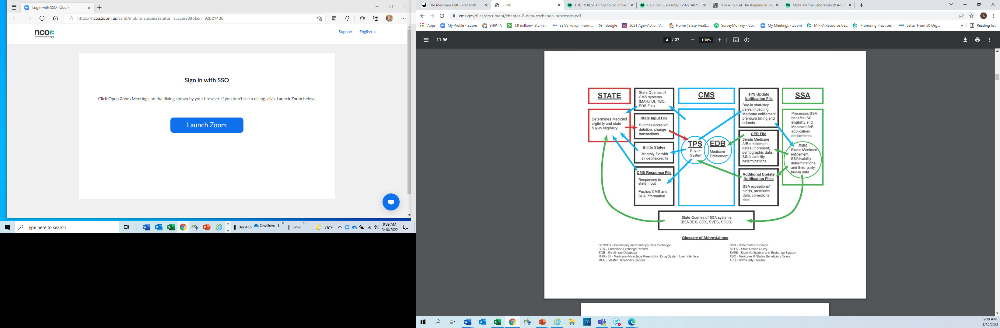 Login with SSO - Zoom
https://ncoa.zoom.us/saml/mobile_success?status=success&token=92b214d8
ncoa
national council on aging
Support
English
Sign in with SSO
Click Open Zoom Meetings on the dialog shown by your browser. If you don't see a dialog, click Launch Zoom below.
Launch Zoom
Type here to search
Desktop
OneDrive - N
Links
76°F
9:39 AM
3/10/2022
The Medicare Cliff - Tradeoffs
11-96
THE 15 BEST Things to Do in Sara
Ca d'Zan (Sarasota) - 2022 All Yo
Take a Tour at The Ringling Muse
Mote Marine Laboratory & Aqua
cms.gov/files/document/chapter-2-data-exchange-processes.pdf
A
Apps
My Profile - Zoom
SHIP TA
1.9 million+ Stunni...
SSA's Policy Inform...
Google
2021 Age+Action V...
Home | State Healt...
SurveyMonkey - Co...
My Meetings - Zoom
MIPPA Resource Ce...
Promising Practices...
Letter From 50 Org...
»
Reading list
11-96
4 / 37
100%
STATE
Determines Medicaid
eligibility and state
buy-in eligibility
State Queries of
CMS systems
(MARx UI, TBQ,
EDB File)
State Input File
Submits accretion,
deletion, change
transactions
Bill to States
Monthly file with
all debits/credits
CMS Response File
Responses to
state Input
Pushes CMS and
SSA information
CMS
TPS
Buy-in
System
EDB
Medicare
Entitlement
TPS Update
Notification File
Buy-in start/stop
dates impacting
Medicare entitlement,
premium billing and
refunds
CER File
Sends Medicare
A/B entitlement
dates (if present),
demographic data,
SSI/disablility
determinations
Additional Update
Notification Files
SSA exceptions/
alerts, premiums
data, corrections
data
SSA
Processes SSA
benefits, SSI
eligibility and
Medicare A/B
application/
entitlements
MBR
Stores Medicare
entitlement,
SSI/disability
determinations,
and third-party
buy-in data
State Queries of SSA systems
(BENDEX, SDX, SVES, SOLQ)
Glossary of Abbreviations
BENDEX - Beneficiary and Earnings Data Exchange
CER - Combined Exchange Record
EDB - Enrollment Database
MARx UI - Medicare Advantage Prescription Drug System User Interface
MBR - Master Beneficiary Record
SDX - State Data Exchange
SOLQ - State Online Query
SVES - State Verification and Exchange System
TBQ - Territories & States Beneficiary Query
TPS - Third Party System
CP
9:39 AM
3/10/2022